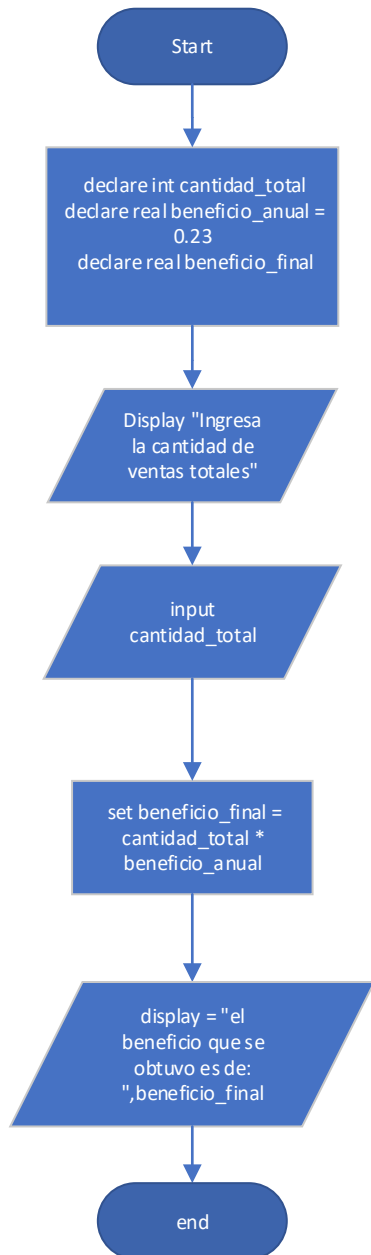 Start
declare int cantidad_total
declare real beneficio_anual =
0.23
declare real beneficio_final
Display "Ingresa
la cantidad de
ventas totales"
input
cantidad_total
set beneficio_final =
cantidad_total *
beneficio_anual
display = "el
beneficio que se
obtuvo es de:
",beneficio_final
end